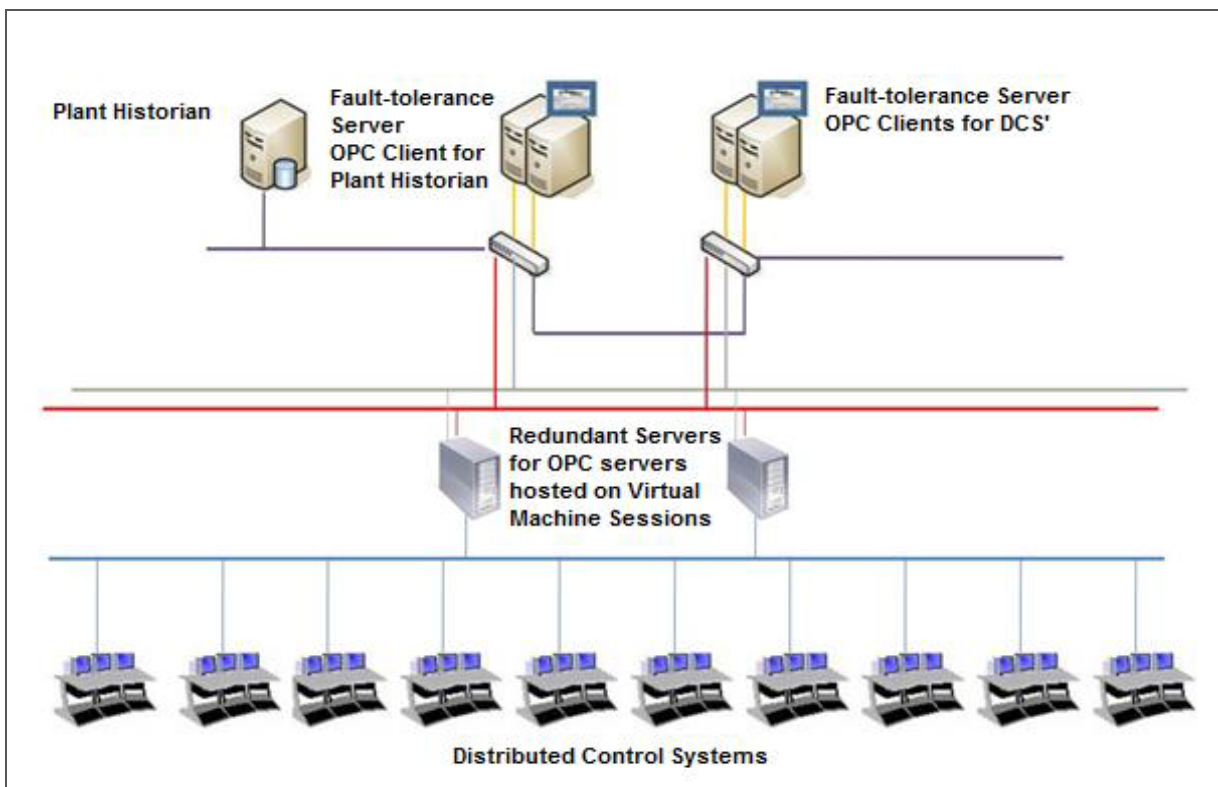 Plant Historian
Fault-tolerance
Server
OPC Client for
Plant Historian
Fault-tolerance Server
OPC Clients for DCS'
Redundant Servers
for OPC servers
hosted on Virtual
Machine Sessions
Distributed Control Systems